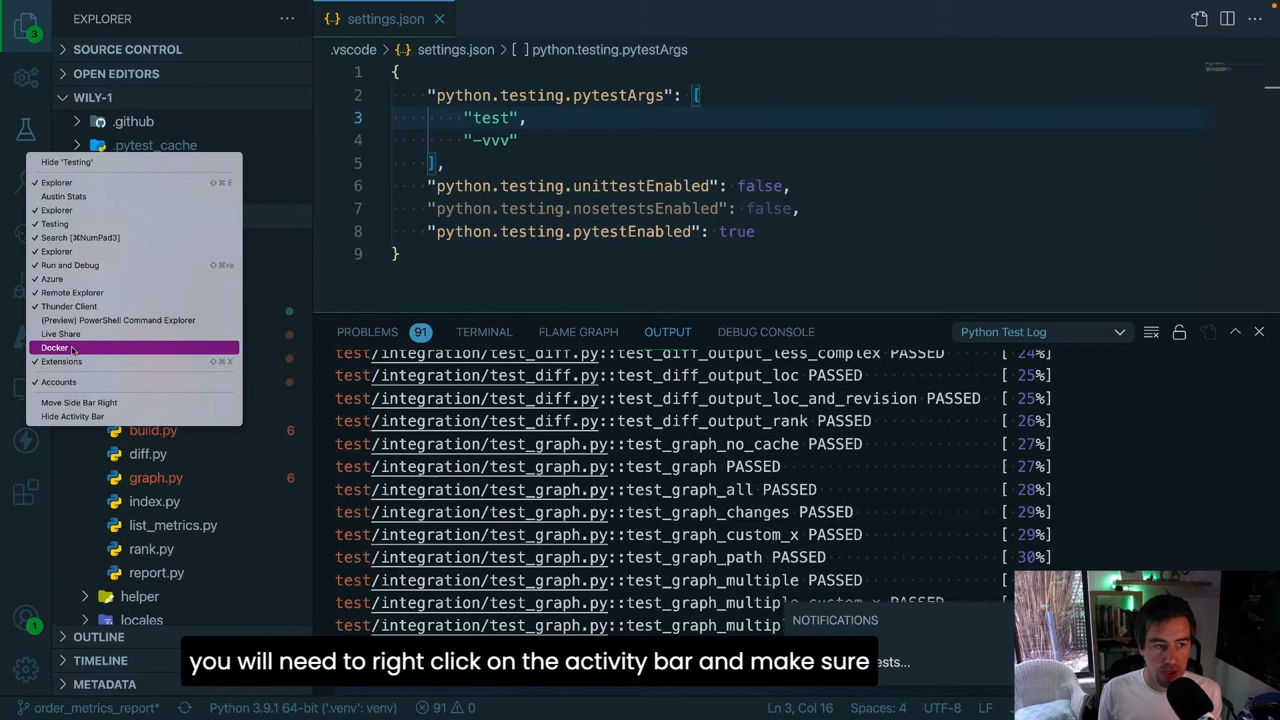 3
EXPLORER
SOURCE CONTROL
OPEN EDITORS
WILY-1
.github
.pytest_cache
Hide 'Testing'
Explorer ⇧⌘E
Austin Stats
Explorer
Testing
Search [⌘NumPad3]
Explorer
Run and Debug
Azure
Remote Explorer
Thunder Client
(Preview) PowerShell Command Explorer
Live Share
Docker
Extensions ⇧⌘X
Accounts
Move Side Bar Right
Hide Activity Bar
build.py 6
diff.py
graph.py 6
index.py
list_metrics.py
rank.py
report.py
helper
locales
1
OUTLINE
TIMELINE
METADATA
settings.json
.vscode > settings.json > [ ] python.testing.pytestArgs
1 {
2 "python.testing.pytestArgs": [
3 "test",
4 "-vvv"
5 ],
6 "python.testing.unittestEnabled": false,
7 "python.testing.nosetestsEnabled": false,
8 "python.testing.pytestEnabled": true
9 }
PROBLEMS 91 TERMINAL FLAME GRAPH OUTPUT DEBUG CONSOLE Python Test Log
test/integration/test_diff.py::test_diff_output_less_complex PASSED [ 24%]
test/integration/test_diff.py::test_diff_output_loc PASSED [ 25%]
test/integration/test_diff.py::test_diff_output_loc_and_revision PASSED [ 25%]
test/integration/test_diff.py::test_diff_output_rank PASSED [ 26%]
test/integration/test_graph.py::test_graph_no_cache PASSED [ 27%]
test/integration/test_graph.py::test_graph PASSED [ 27%]
test/integration/test_graph.py::test_graph_all PASSED [ 28%]
test/integration/test_graph.py::test_graph_changes PASSED [ 29%]
test/integration/test_graph.py::test_graph_custom_x PASSED [ 29%]
test/integration/test_graph.py::test_graph_path PASSED [ 30%]
test/integration/test_graph.py::test_graph_multiple PASSED
test/integration/test_graph.py::test_graph_multiple_custom_x PASSED
test/integration/test_graph.py::test_graph_multip
NOTIFICATIONS
ests...
you will need to right click on the activity bar and make sure
order_metrics_report* Python 3.9.1 64-bit ('.venv': venv) 91 0 Ln 3, Col 16 Spaces: 4 UTF-8 LF